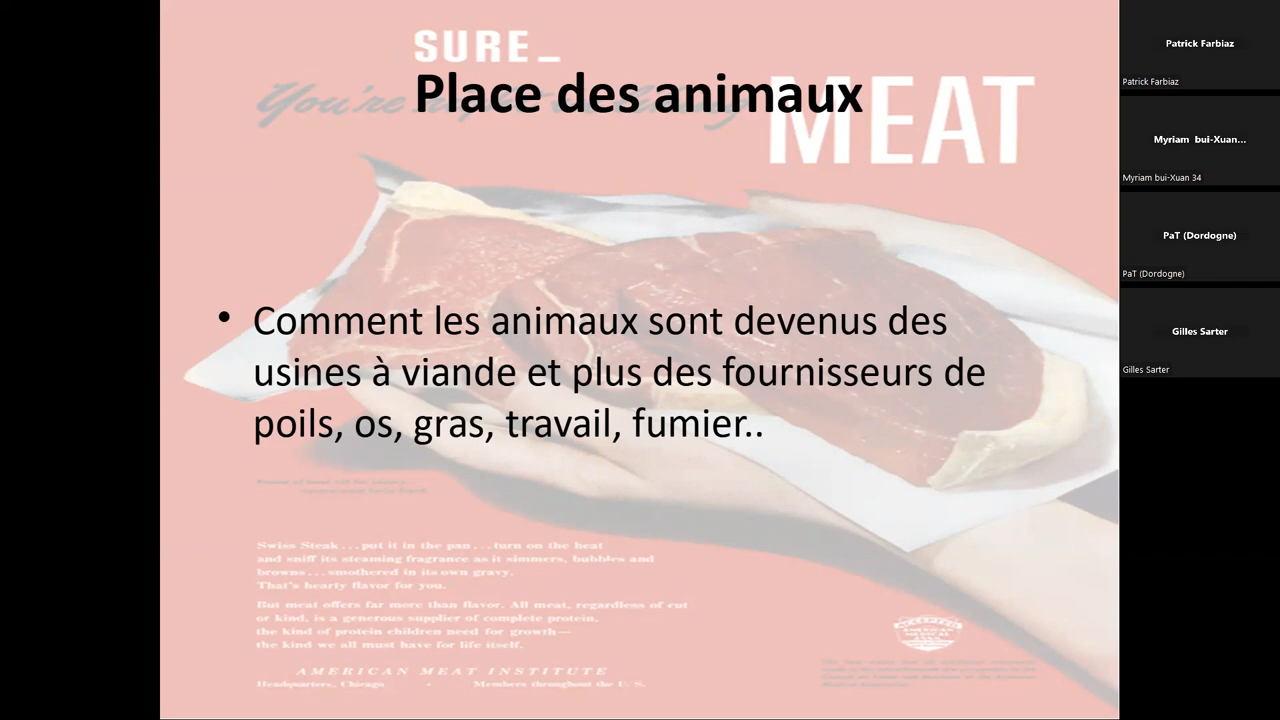 SURE_
You're
MEAT
Place des animaux
• Comment les animaux sont devenus des
usines à viande et plus des fournisseurs de
poils, os, gras, travail, fumier..
Swiss Steak...put it in the pan...turn on the heat
and sniff its steaming fragrance as it simmers, bubbles and
browns...smothered in its own gravy.
That's hearty flavor for you.
But meat offers far more than flavor. All meat, regardless of cut
or kind, is a generous supplier of complete protein,
the kind of protein children need for growth—
the kind we all must have for life itself.
AMERICAN MEAT INSTITUTE
Headquarters, Chicago • Members throughout the U. S.
Patrick Farbiaz
Patrick Farbiaz
Myriam bui-Xuan...
Myriam bui-Xuan 34
PaT (Dordogne)
PaT (Dordogne)
Gilles Sarter
Gilles Sarter